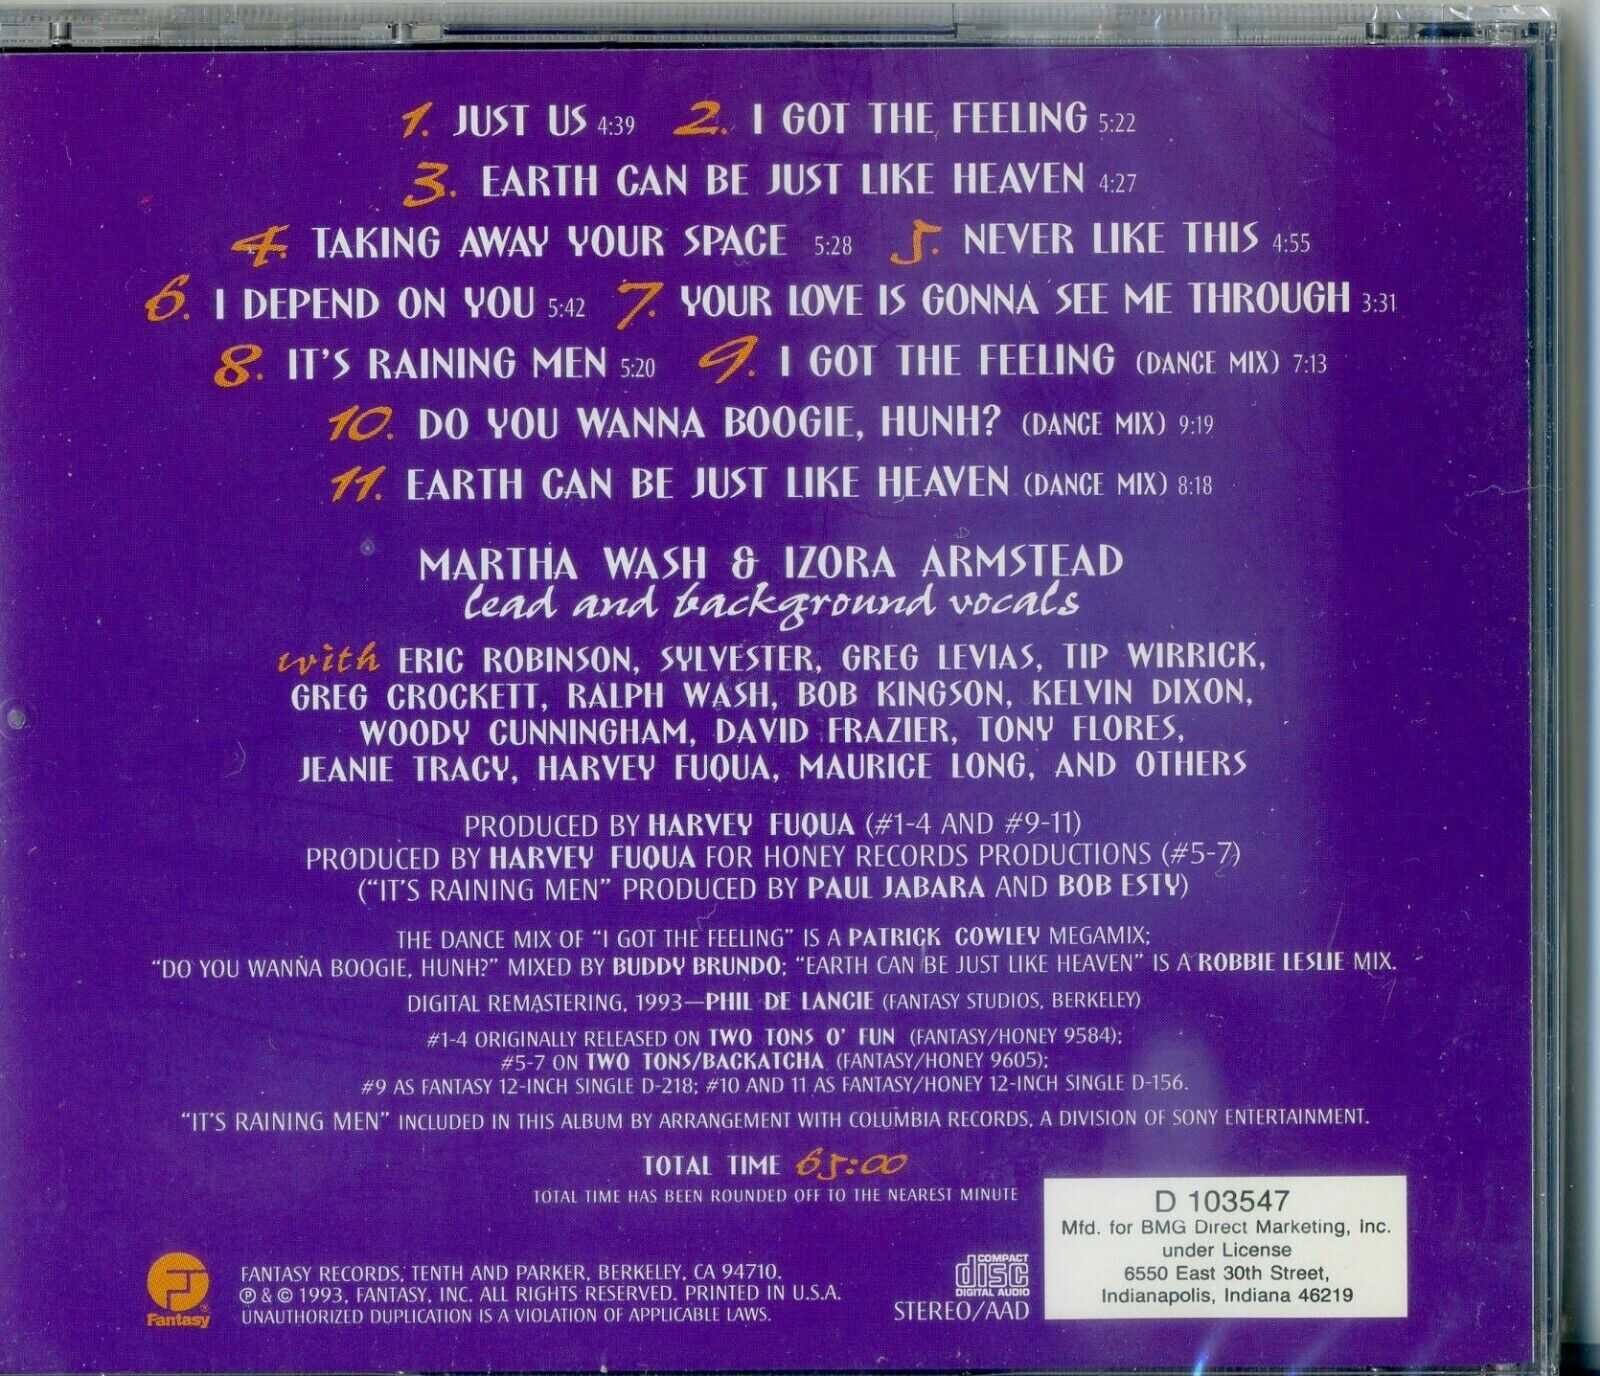 1. JUST US 4:39 2. I GOT THE FEELING 5:22
3. EARTH CAN BE JUST LIKE HEAVEN 4:27
4. TAKING AWAY YOUR SPACE 5:28 5. NEVER LIKE THIS 4:55
6. I DEPEND ON YOU 5:42 7. YOUR LOVE IS GONNA SEE ME THROUGH 3:31
8. IT'S RAINING MEN 5:20 9. I GOT THE FEELING (DANCE MIX) 7:13
10. DO YOU WANNA BOOGIE, HUNH? (DANCE MIX) 9:19
11. EARTH CAN BE JUST LIKE HEAVEN (DANCE MIX) 8:18
MARTHA WASH & IZORA ARMSTEAD
lead and background vocals
with ERIC ROBINSON, SYLVESTER, GREG LEVIAS, TIP WIRRICK,
GREG CROCKETT, RALPH WASH, BOB KINGSON, KELVIN DIXON,
WOODY CUNNINGHAM, DAVID FRAZIER, TONY FLORES,
JEANIE TRACY, HARVEY FUQUA, MAURICE LONG, AND OTHERS
PRODUCED BY HARVEY FUQUA (#1-4 AND #9-11)
PRODUCED BY HARVEY FUQUA FOR HONEY RECORDS PRODUCTIONS (#5-7)
("IT'S RAINING MEN" PRODUCED BY PAUL JABARA AND BOB ESTY)
THE DANCE MIX OF "I GOT THE FEELING" IS A PATRICK COWLEY MEGAMIX;
"DO YOU WANNA BOOGIE, HUNH?" MIXED BY BUDDY BRUNDO; "EARTH CAN BE JUST LIKE HEAVEN" IS A ROBBIE LESLIE MIX.
DIGITAL REMASTERING, 1993—PHIL DE LANCIE (FANTASY STUDIOS, BERKELEY)
#1-4 ORIGINALLY RELEASED ON TWO TONS O' FUN (FANTASY/HONEY 9584);
#5-7 ON TWO TONS/BACKATCHA (FANTASY/HONEY 9605);
#9 AS FANTASY 12-INCH SINGLE D-218; #10 AND 11 AS FANTASY/HONEY 12-INCH SINGLE D-156.
"IT'S RAINING MEN" INCLUDED IN THIS ALBUM BY ARRANGEMENT WITH COLUMBIA RECORDS, A DIVISION OF SONY ENTERTAINMENT.
TOTAL TIME 65:00
TOTAL TIME HAS BEEN ROUNDED OFF TO THE NEAREST MINUTE
D 103547
Mfd. for BMG Direct Marketing, Inc.
under License
6550 East 30th Street,
Indianapolis, Indiana 46219
Fantasy®
FANTASY RECORDS, TENTH AND PARKER, BERKELEY, CA 94710.
℗ & © 1993, FANTASY, INC. ALL RIGHTS RESERVED. PRINTED IN U.S.A.
UNAUTHORIZED DUPLICATION IS A VIOLATION OF APPLICABLE LAWS.
COMPACT
disc
DIGITAL AUDIO
STEREO/AAD